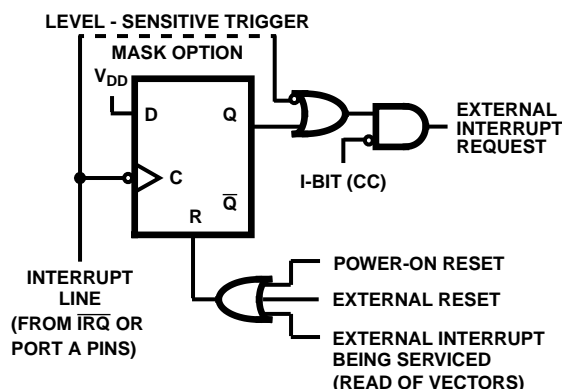 LEVEL - SENSITIVE TRIGGER
MASK OPTION
VDD
D
Q
C
Q̅
R
EXTERNAL
INTERRUPT
REQUEST
I-BIT (CC)
INTERRUPT
LINE
(FROM I̅R̅Q̅ OR
PORT A PINS)
POWER-ON RESET
EXTERNAL RESET
EXTERNAL INTERRUPT
BEING SERVICED
(READ OF VECTORS)